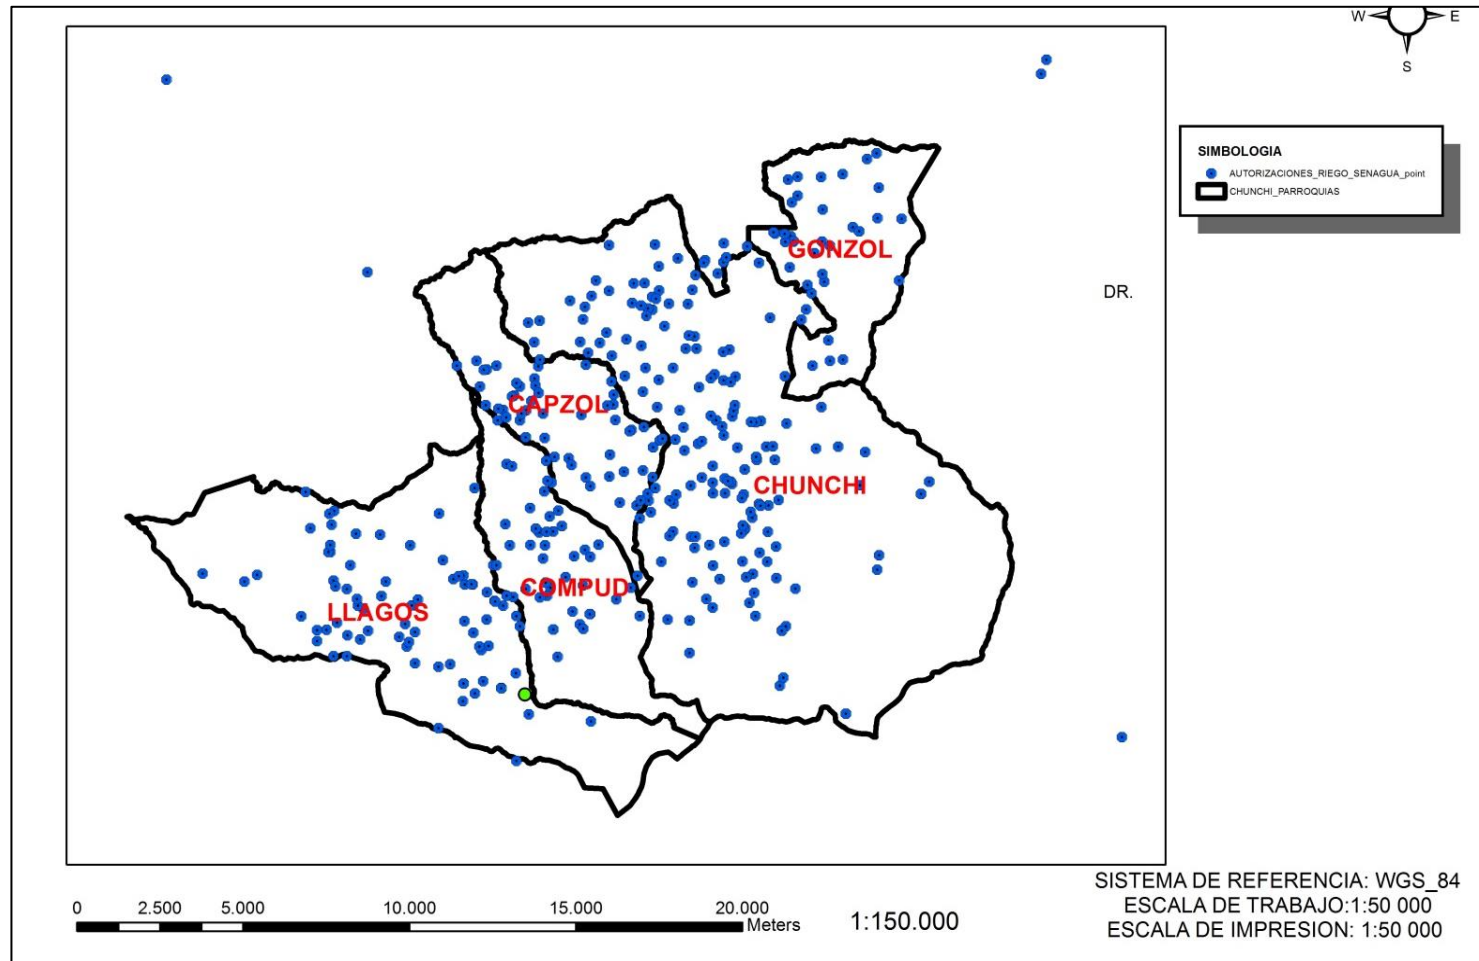 W E
S
SIMBOLOGIA
AUTORIZACIONES_RIEGO_SENAGUA_point
CHUNCHI_PARROQUIAS
GONZOL
DR.
CAPZOL
CHUNCHI
COMPUD
LLAGOS
SISTEMA DE REFERENCIA: WGS_84
ESCALA DE TRABAJO:1:50 000
ESCALA DE IMPRESION: 1:50 000
0 2.500 5.000 10.000 15.000 20.000
Meters
1:150.000